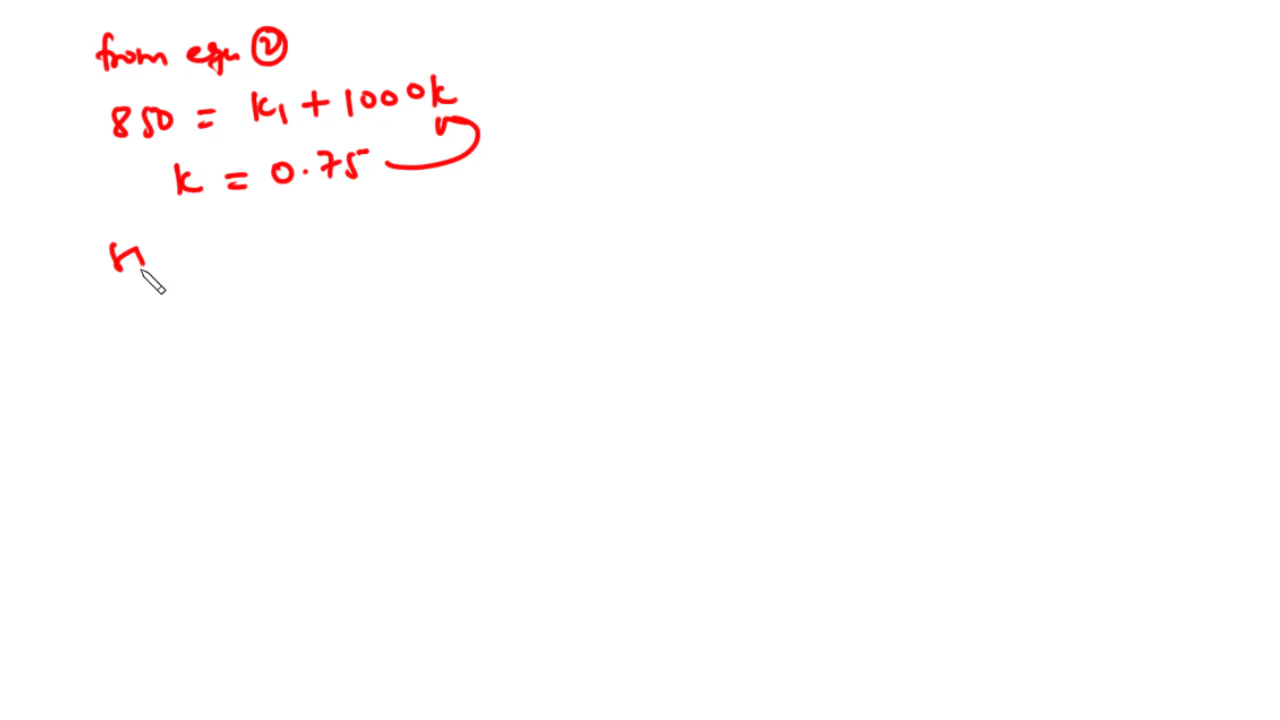 from equ ②
850 = k₁ + 1000k
k = 0.75